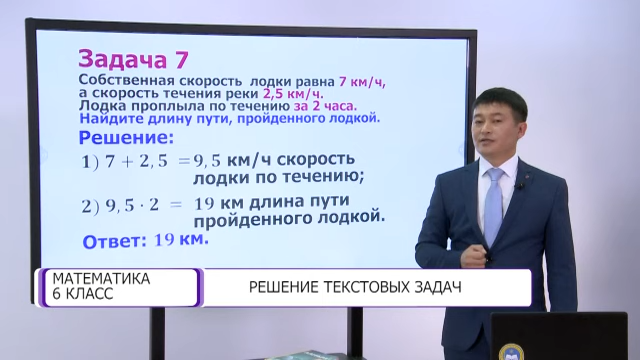 Задача 7
Собственная скорость лодки равна 7 км/ч,
а скорость течения реки 2,5 км/ч.
Лодка проплыла по течению за 2 часа.
Найдите длину пути, пройденного лодкой.
Решение:
1) 7 + 2,5 = 9,5 км/ч скорость
лодки по течению;
2) 9,5 · 2 = 19 км длина пути
пройденного лодкой.
Ответ: 19 км.
МАТЕМАТИКА
6 КЛАСС
РЕШЕНИЕ ТЕКСТОВЫХ ЗАДАЧ